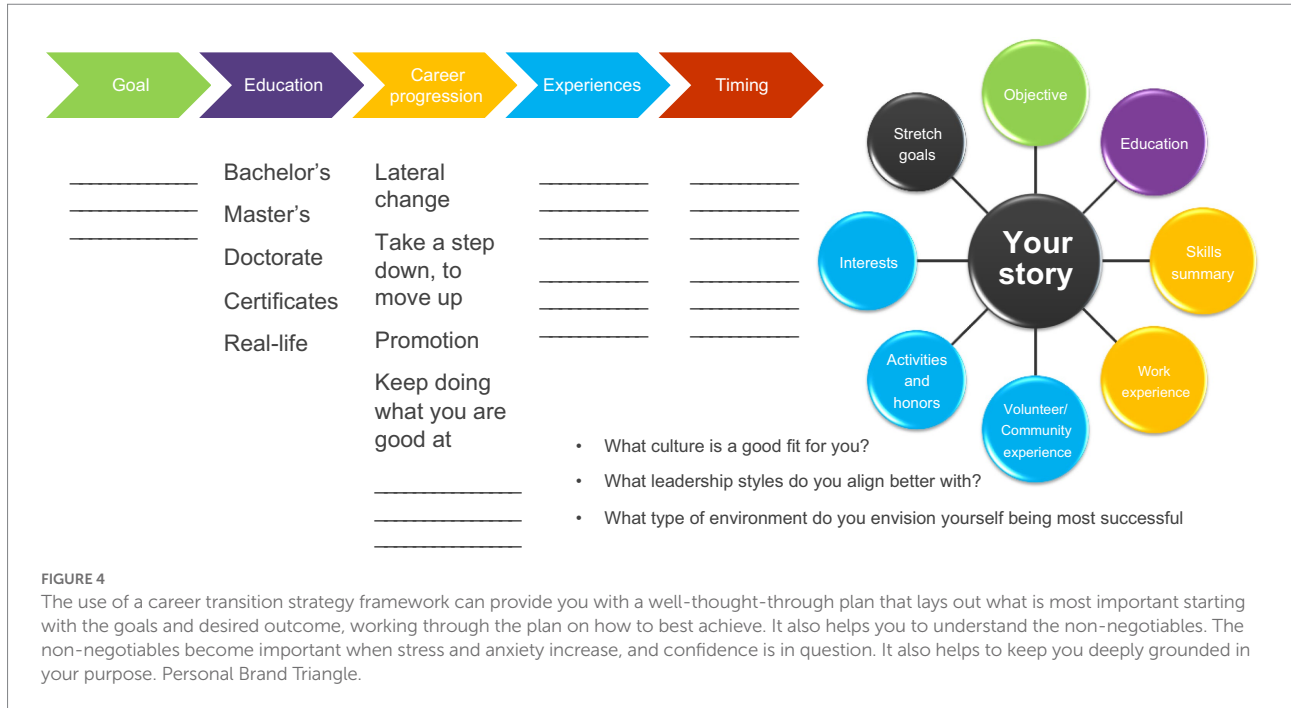 Goal
Education
Career
progression
Experiences
Timing
Bachelor's
Master's
Doctorate
Certificates
Real-life
Lateral
change
Take a step
down, to
move up
Promotion
Keep doing
what you are
good at
Your
story
Objective
Education
Skills
summary
Work
experience
Volunteer/
Community
experience
Activities
and
honors
Interests
Stretch
goals
• What culture is a good fit for you?
• What leadership styles do you align better with?
• What type of environment do you envision yourself being most successful
FIGURE 4
The use of a career transition strategy framework can provide you with a well-thought-through plan that lays out what is most important starting
with the goals and desired outcome, working through the plan on how to best achieve. It also helps you to understand the non-negotiables. The
non-negotiables become important when stress and anxiety increase, and confidence is in question. It also helps to keep you deeply grounded in
your purpose. Personal Brand Triangle.